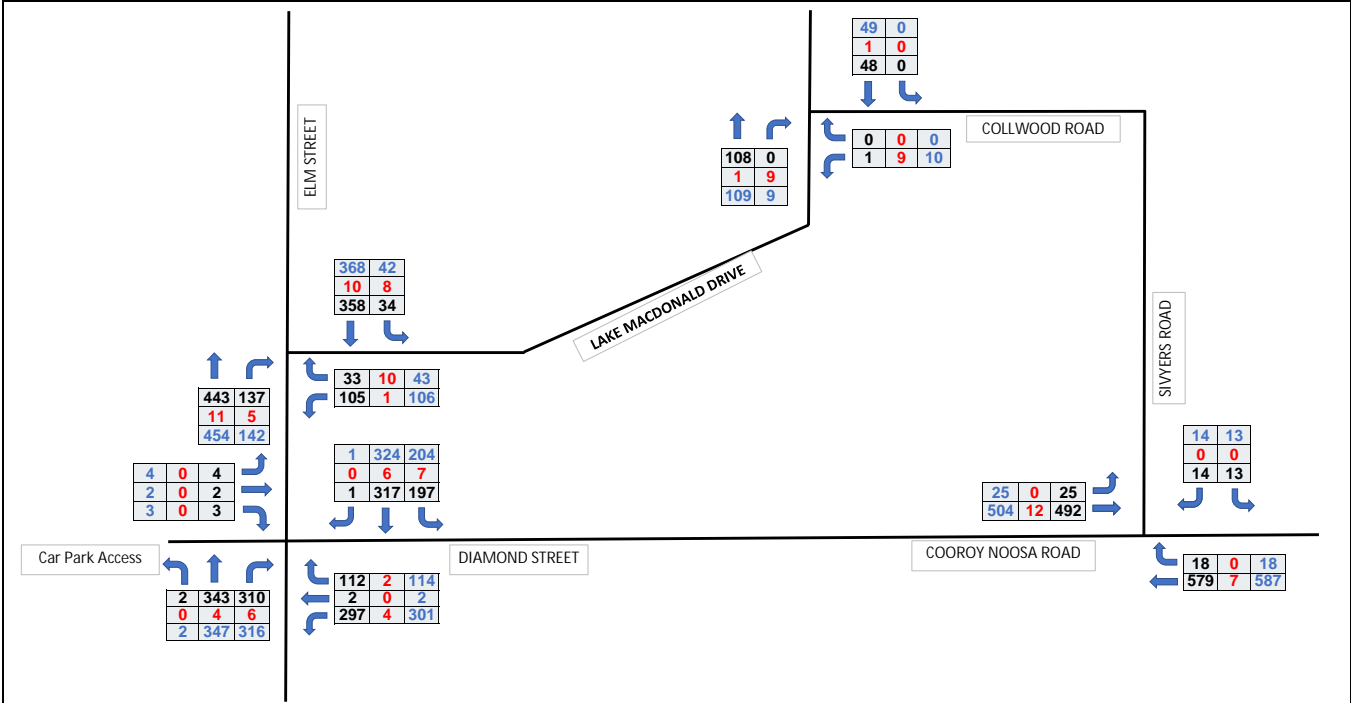 49 0
1 0
48 0
COLLWOOD ROAD
0 0 0
1 9 10
108 0
1 9
109 9
ELM STREET
368 42
10 8
358 34
LAKE MACDONALD DRIVE
SIVYERS ROAD
33 10 43
105 1 106
443 137
11 5
454 142
1 324 204
0 6 7
1 317 197
4 0 4
2 0 2
3 0 3
14 13
0 0
14 13
25 0 25
504 12 492
Car Park Access
DIAMOND STREET
COOROY NOOSA ROAD
18 0 18
579 7 587
112 2 114
2 0 2
297 4 301
2 343 310
0 4 6
2 347 316